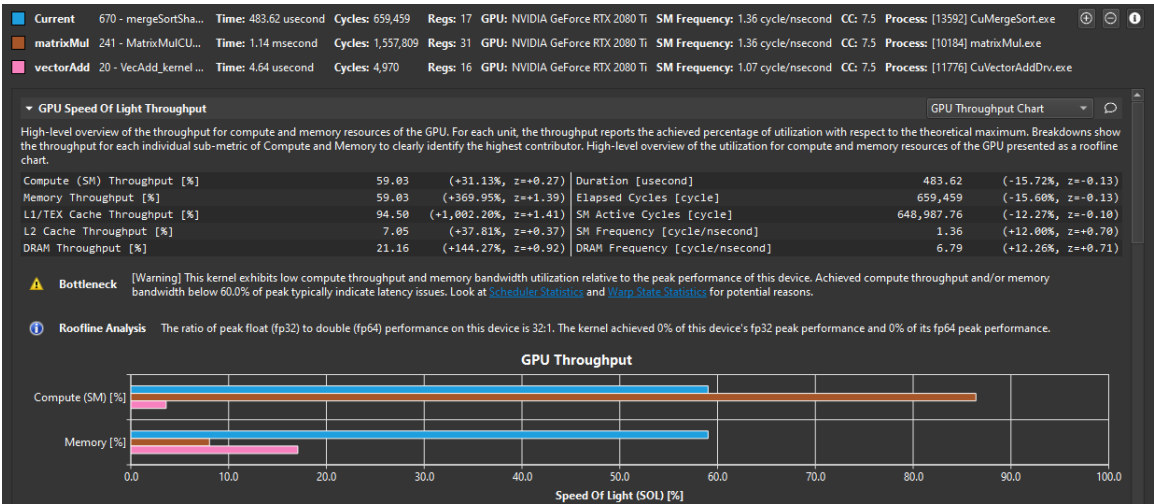 Current 670 - mergeSortSha... Time: 483.62 usecond Cycles: 659,459 Regs: 17 GPU: NVIDIA GeForce RTX 2080 Ti SM Frequency: 1.36 cycle/nsecond CC: 7.5 Process: [13592] CuMergeSort.exe
matrixMul 241 - MatrixMulCU... Time: 1.14 msecond Cycles: 1,557,809 Regs: 31 GPU: NVIDIA GeForce RTX 2080 Ti SM Frequency: 1.36 cycle/nsecond CC: 7.5 Process: [10184] matrixMul.exe
vectorAdd 20 - VecAdd_kernel ... Time: 4.64 usecond Cycles: 4,970 Regs: 16 GPU: NVIDIA GeForce RTX 2080 Ti SM Frequency: 1.07 cycle/nsecond CC: 7.5 Process: [11776] CuVectorAddDrv.exe
GPU Speed Of Light Throughput GPU Throughput Chart
High-level overview of the throughput for compute and memory resources of the GPU. For each unit, the throughput reports the achieved percentage of utilization with respect to the theoretical maximum. Breakdowns show
the throughput for each individual sub-metric of Compute and Memory to clearly identify the highest contributor. High-level overview of the utilization for compute and memory resources of the GPU presented as a roofline
chart.
Compute (SM) Throughput [%] 59.03 (+31.13%, z=+0.27) Duration [usecond] 483.62 (-15.72%, z=-0.13)
Memory Throughput [%] 59.03 (+369.95%, z=+1.39) Elapsed Cycles [cycle] 659,459 (-15.60%, z=-0.13)
L1/TEX Cache Throughput [%] 94.50 (+1,002.20%, z=+1.41) SM Active Cycles [cycle] 648,987.76 (-12.27%, z=-0.10)
L2 Cache Throughput [%] 7.05 (+37.81%, z=+0.37) SM Frequency [cycle/nsecond] 1.36 (+12.00%, z=+0.70)
DRAM Throughput [%] 21.16 (+144.27%, z=+0.92) DRAM Frequency [cycle/nsecond] 6.79 (+12.26%, z=+0.71)
Bottleneck [Warning] This kernel exhibits low compute throughput and memory bandwidth utilization relative to the peak performance of this device. Achieved compute throughput and/or memory
bandwidth below 60.0% of peak typically indicate latency issues. Look at Scheduler Statistics and Warp State Statistics for potential reasons.
Roofline Analysis The ratio of peak float (fp32) to double (fp64) performance on this device is 32:1. The kernel achieved 0% of this device's fp32 peak performance and 0% of its fp64 peak performance.
GPU Throughput
Compute (SM) [%]
Memory [%]
0.0 10.0 20.0 30.0 40.0 50.0 60.0 70.0 80.0 90.0 100.0
Speed Of Light (SOL) [%]